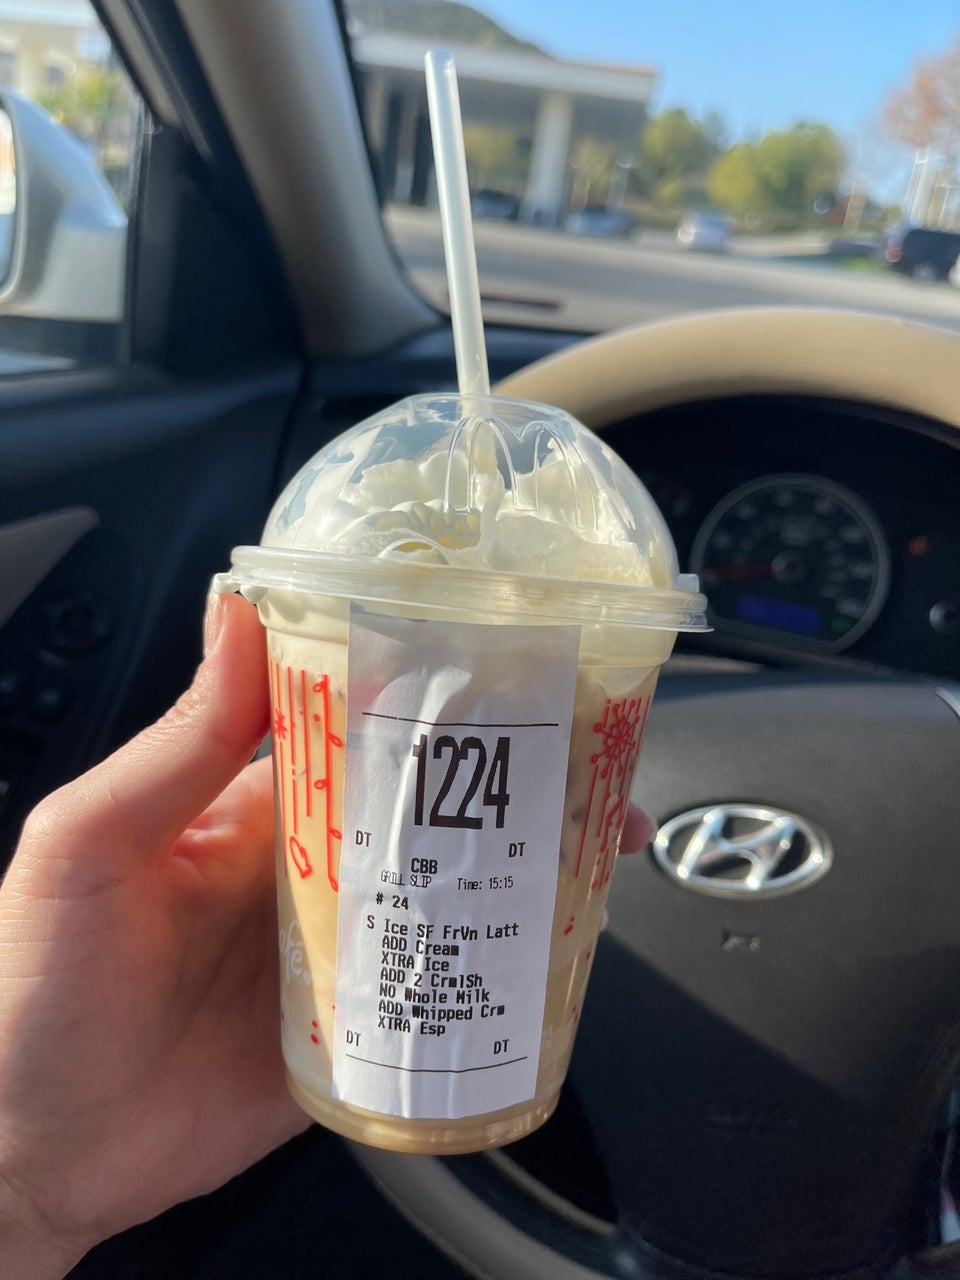 1224
DT DT
CBB
GRILL SLIP Time: 15:15
# 24
S Ice SF FrVn Latt
ADD Cream
XTRA Ice
ADD 2 CrmlSh
NO Whole Milk
ADD Whipped Crm
XTRA Esp
DT DT